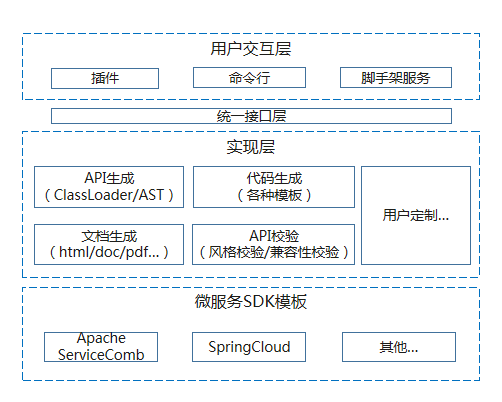 用户交互层
插件
命令行
脚手架服务
统一接口层
实现层
API生成
（ClassLoader/AST）
代码生成
（各种模板）
用户定制...
文档生成
（html/doc/pdf...）
API校验
（风格校验/兼容性校验）
微服务SDK模板
Apache
ServiceComb
SpringCloud
其他...